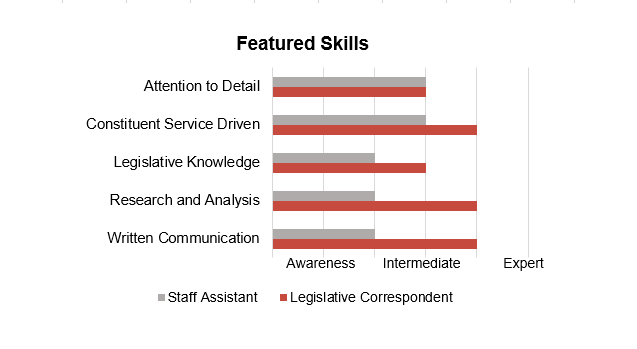 Featured Skills
Attention to Detail
Constituent Service Driven
Legislative Knowledge
Research and Analysis
Written Communication
Awareness Intermediate Expert
Staff Assistant Legislative Correspondent